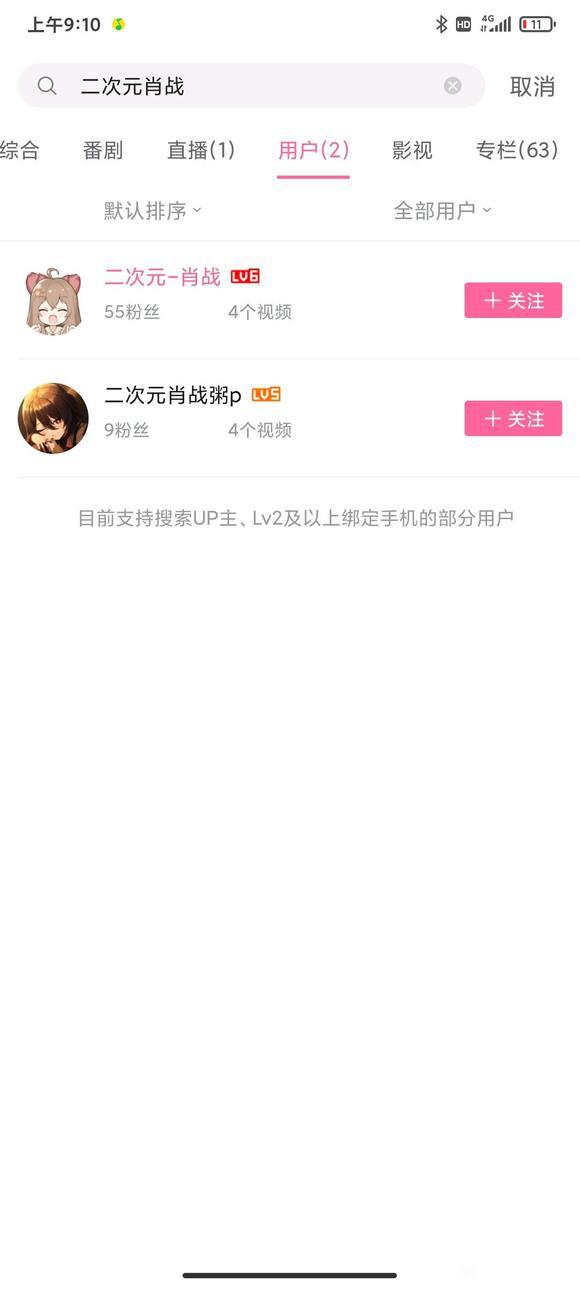 上午9:10 HD 4G 11
二次元肖战 取消
综合 番剧 直播(1) 用户(2) 影视 专栏(63)
默认排序 全部用户
二次元-肖战 LV6
55粉丝 4个视频
+ 关注
二次元肖战粥p LV5
9粉丝 4个视频
+ 关注
目前支持搜索UP主、Lv2及以上绑定手机的部分用户